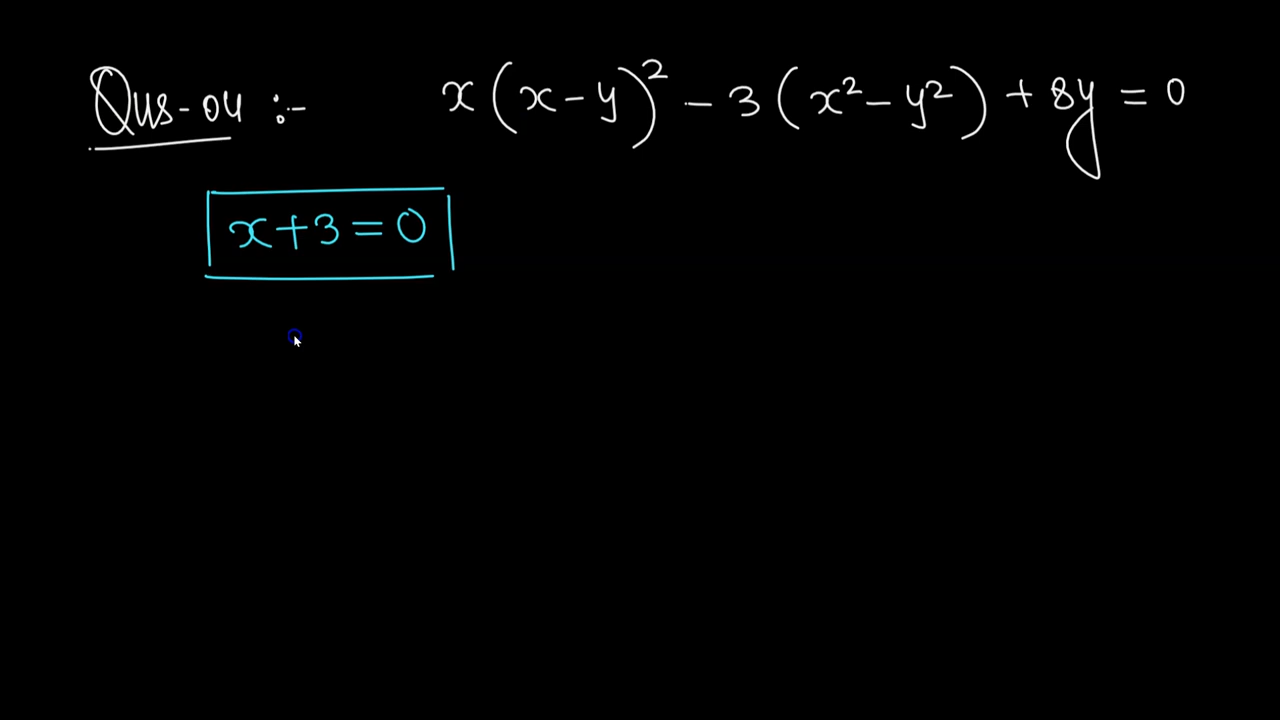 Qus-04 :- x(x-y)² - 3(x² - y²) + 8y = 0
x+3 = 0